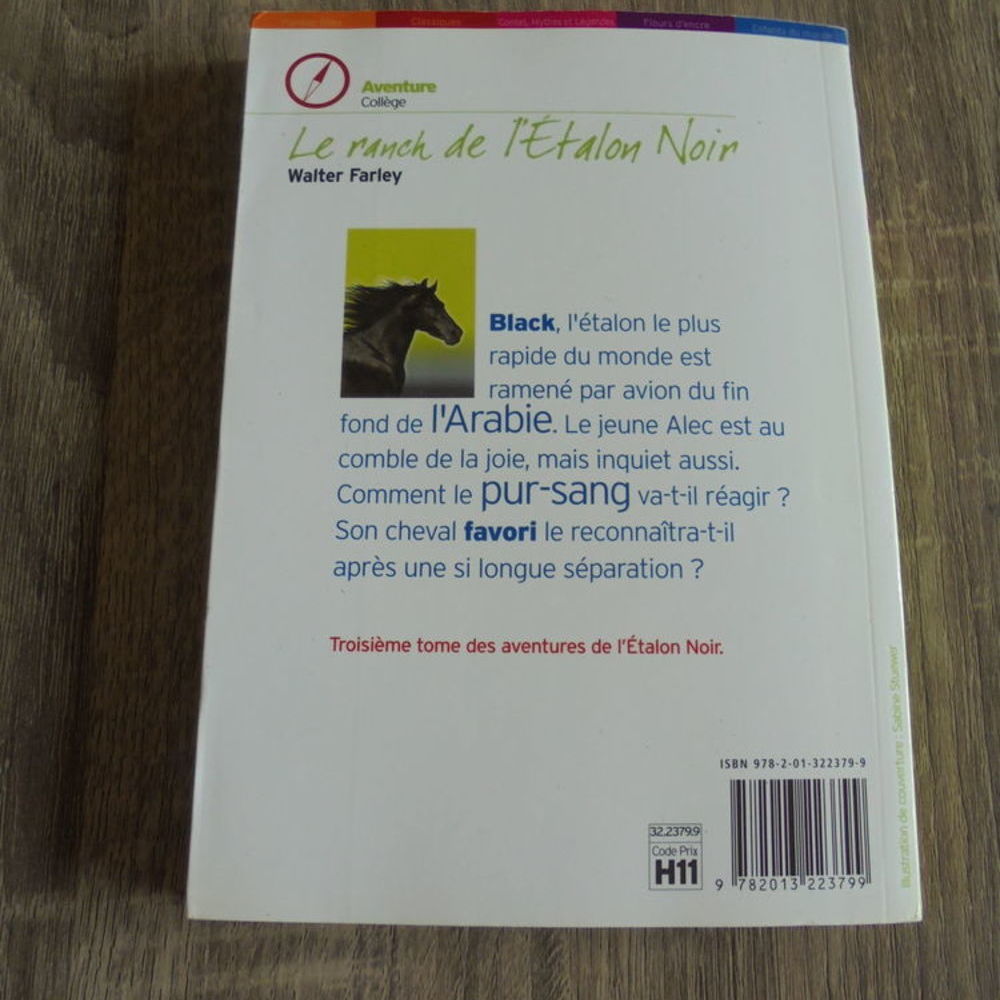 Classiques
Contes, Mythes et Légendes
Fleurs d'encre
Enfants du monde
Aventure
Collège
Le ranch de l'Étalon Noir
Walter Farley
Black, l'étalon le plus
rapide du monde est
ramené par avion du fin
fond de l'Arabie. Le jeune Alec est au
comble de la joie, mais inquiet aussi.
Comment le pur-sang va-t-il réagir ?
Son cheval favori le reconnaîtra-t-il
après une si longue séparation ?
Troisième tome des aventures de l'Étalon Noir.
Illustration de couverture : Sabine Stuewer
ISBN 978-2-01-322379-9
32.2379.9
Code Prix
H11
9 782013 223799